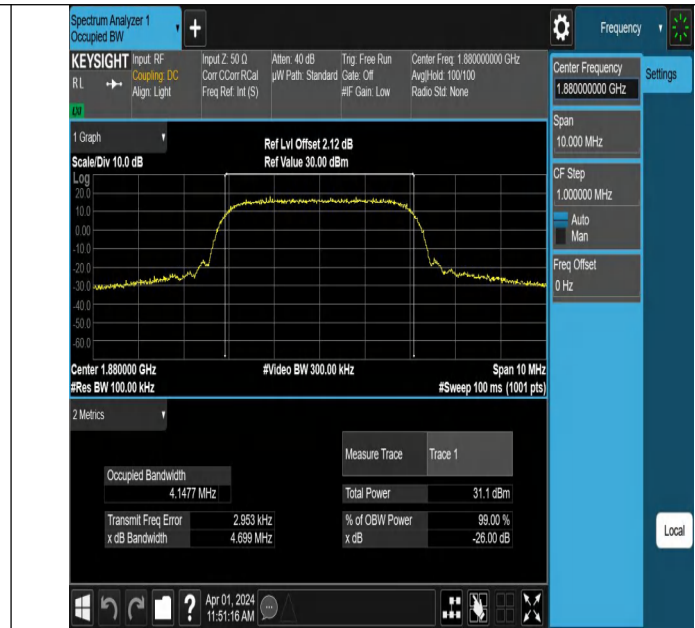 Spectrum Analyzer 1
Occupied BW
Frequency
KEYSIGHT
RL
Input: RF
Coupling: DC
Align: Light
Input Z: 50 Ω
Corr CCorr RCal
Freq Ref: Int (S)
Atten: 40 dB
µW Path: Standard
Trig: Free Run
Gate: Off
#IF Gain: Low
Center Freq: 1.880000000 GHz
Avg|Hold: 100/100
Radio Std: None
Center Frequency
1.880000000 GHz
Settings
Span
10.000 MHz
CF Step
1.000000 MHz
Auto
Man
Freq Offset
0 Hz
Local
1 Graph
Scale/Div 10.0 dB
Ref Lvl Offset 2.12 dB
Ref Value 30.00 dBm
Log
20.0
10.0
0.00
-10.0
-20.0
-30.0
-40.0
-50.0
-60.0
Center 1.880000 GHz
#Res BW 100.00 kHz
#Video BW 300.00 kHz
Span 10 MHz
#Sweep 100 ms (1001 pts)
2 Metrics
Measure Trace Trace 1
Occupied Bandwidth
4.1477 MHz
Total Power 31.1 dBm
Transmit Freq Error 2.953 kHz
% of OBW Power 99.00 %
x dB Bandwidth 4.699 MHz
x dB -26.00 dB
?
Apr 01, 2024
11:51:16 AM